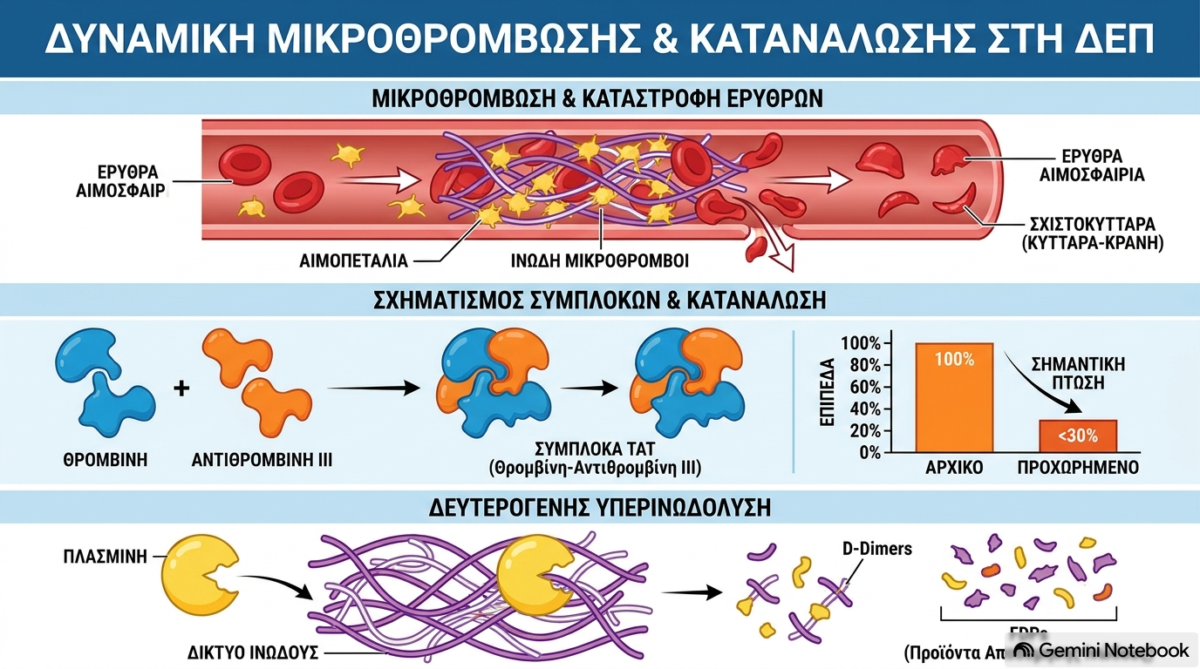 ΔΥΝΑΜΙΚΗ ΜΙΚΡΟΘΡΟΜΒΩΣΗΣ & ΚΑΤΑΝΑΛΩΣΗΣ ΣΤΗ ΔΕΠ
ΜΙΚΡΟΘΡΟΜΒΩΣΗ & ΚΑΤΑΣΤΡΟΦΗ ΕΡΥΘΡΩΝ
ΕΡΥΘΡΑ
ΑΙΜΟΣΦΑΙΡ
ΑΙΜΟΠΕΤΑΛΙΑ
ΙΝΩΔΗ ΜΙΚΡΟΘΡΟΜΒΟΙ
ΕΡΥΘΡΑ
ΑΙΜΟΣΦΑΙΡΙΑ
ΣΧΙΣΤΟΚΥΤΤΑΡΑ
(ΚΥΤΤΑΡΑ-ΚΡΑΝΗ)
ΣΧΗΜΑΤΙΣΜΟΣ ΣΥΜΠΛΟΚΩΝ & ΚΑΤΑΝΑΛΩΣΗ
+
ΘΡΟΜΒΙΝΗ
ΑΝΤΙΘΡΟΜΒΙΝΗ III
ΣΥΜΠΛΟΚΑ ΤΑΤ
(Θρομβίνη-Αντιθρομβίνη III)
ΕΠΙΠΕΔΑ
100%
80%
60%
40%
20%
0%
100%
ΣΗΜΑΝΤΙΚΗ
ΠΤΩΣΗ
<30%
ΑΡΧΙΚΟ
ΠΡΟΧΩΡΗΜΕΝΟ
ΔΕΥΤΕΡΟΓΕΝΗΣ ΥΠΕΡΙΝΩΔΟΛΥΣΗ
ΠΛΑΣΜΙΝΗ
ΔΙΚΤΥΟ ΙΝΩΔΟΥΣ
D-Dimers
(Προϊόντα
Gemini Notebook